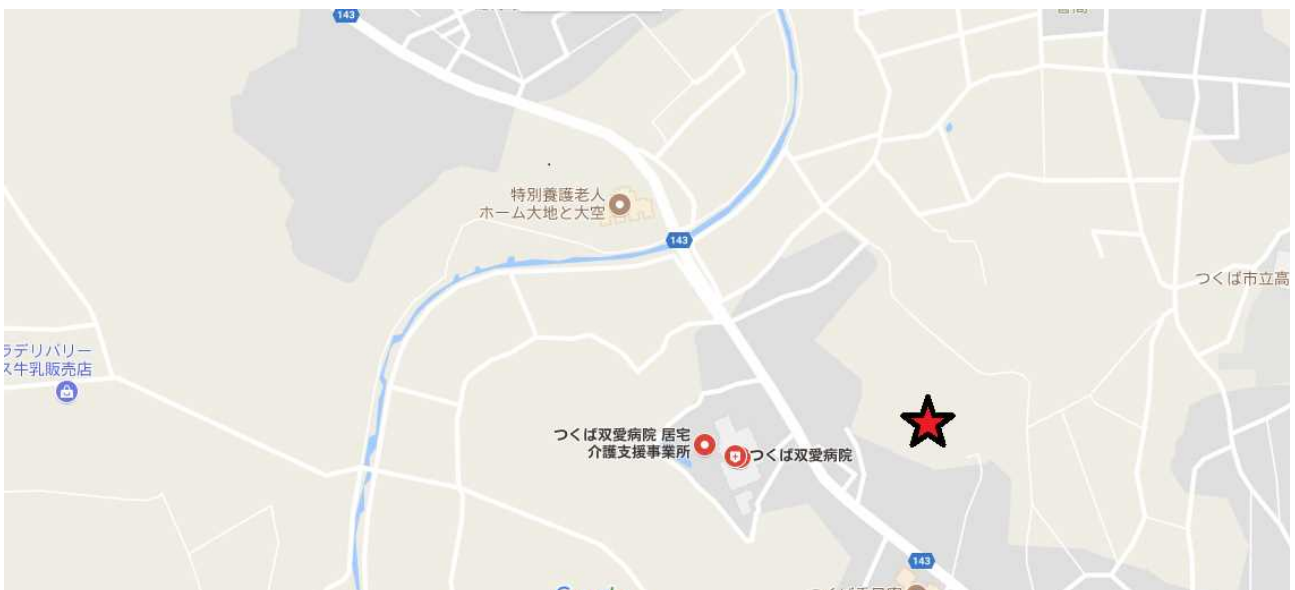 143
特別養護老人
ホーム大地と大空
143
つくば市立高
ラデリバリー
ス牛乳販売店
つくば双愛病院 居宅
介護支援事業所
つくば双愛病院
143